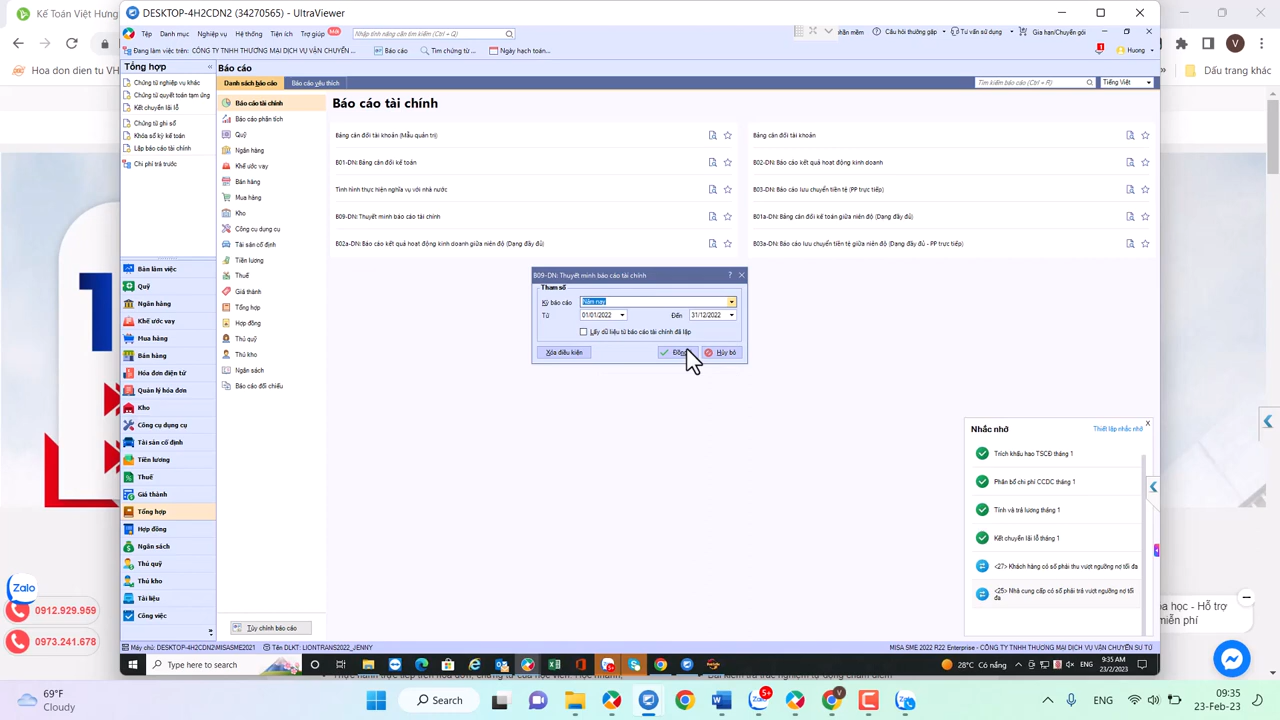 DESKTOP-4H2CDN2 (34270565) - UltraViewer
Kế Toán Việt Hưng
Tệp Danh mục Nghiệp vụ Hệ thống Tiện ích Trợ giúp Mới
Nhập tính năng cần tìm (Ctrl + F)
Câu hỏi thường gặp
Tư vấn sử dụng
Gia hạn/Chuyển gói
Đang làm việc trên: CÔNG TY TNHH THƯƠNG MẠI DỊCH VỤ VẬN CHUYỂN ...
Báo cáo
Tìm chứng từ ...
Ngày hạch toán...
Hương
Hoa don dien tu
Dấu trang khác
Tổng hợp
Chứng từ nghiệp vụ khác
Chứng từ quyết toán tạm ứng
Kết chuyển lãi lỗ
Chứng từ ghi sổ
Khóa sổ kỳ kế toán
Lập báo cáo tài chính
Chi phí trả trước
Bàn làm việc
Quỹ
Ngân hàng
Khế ước vay
Mua hàng
Bán hàng
Hóa đơn điện tử
Quản lý hóa đơn
Kho
Công cụ dụng cụ
Tài sản cố định
Tiền lương
Thuế
Giá thành
Tổng hợp
Hợp đồng
Ngân sách
Thủ quỹ
Thủ kho
Tài liệu
Công việc
Báo cáo
Danh sách báo cáo
Báo cáo yêu thích
Tìm kiếm báo cáo (Ctrl + R)
Tiếng Việt
Báo cáo tài chính
Báo cáo phân tích
Quỹ
Ngân hàng
Khế ước vay
Bán hàng
Mua hàng
Kho
Công cụ dụng cụ
Tài sản cố định
Tiền lương
Thuế
Giá thành
Tổng hợp
Hợp đồng
Thủ quỹ
Thủ kho
Ngân sách
Báo cáo đối chiếu
Tùy chỉnh báo cáo
Báo cáo tài chính
Bảng cân đối tài khoản (Mẫu quản trị)
Bảng cân đối tài khoản
B01-DN: Bảng cân đối kế toán
B02-DN: Báo cáo kết quả hoạt động kinh doanh
Tình hình thực hiện nghĩa vụ với nhà nước
B03-DN: Báo cáo lưu chuyển tiền tệ (PP trực tiếp)
B09-DN: Thuyết minh báo cáo tài chính
B01a-DN: Bảng cân đối kế toán giữa niên độ (Dạng đầy đủ)
B02a-DN: Báo cáo kết quả hoạt động kinh doanh giữa niên độ (Dạng đầy đủ)
B03a-DN: Báo cáo lưu chuyển tiền tệ giữa niên độ (Dạng đầy đủ - PP trực tiếp)
B09-DN: Thuyết minh báo cáo tài chính
Tham số
Kỳ báo cáo Năm nay
Từ 01/01/2022 Đến 31/12/2022
Lấy dữ liệu từ báo cáo tài chính đã lập
Xóa điều kiện
Hủy bỏ
Nhắc nhở
Thiết lập nhắc nhở
Trích khấu hao TSCĐ tháng 1
Phân bổ chi phí CCDC tháng 1
Tính và trả lương tháng 1
Kết chuyển lãi lỗ tháng 1
<27> Khách hàng có số phải thu vượt ngưỡng nợ tối đa
<25> Nhà cung cấp có số phải trả vượt ngưỡng nợ tối
đa
Zalo
0912.929.959
0973.241.678
Máy chủ: DESKTOP-4H2CDN2\MISASME2021
Tên DLKT: LIONTRANS2022_JENNY
MISA SME 2022 R22 Enterprise - CÔNG TY TNHH THƯƠNG MẠI DỊCH VỤ VẬN CHUYỂN SU TỬ
Type here to search
28°C Có nắng
ENG
9:35 AM
23/2/2023
69°F
Cloudy
Search
ENG
09:35
23-Feb-23